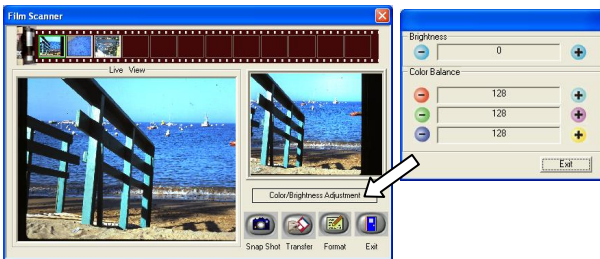 Film Scanner
Live View
Color/Brightness Adjustment
Snap Shot Transfer Format Exit
Brightness
0
Color Balance
128
128
128
Exit